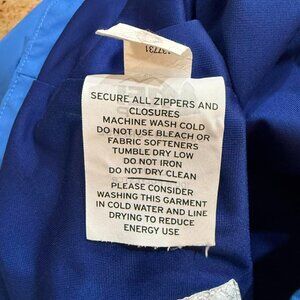 137731
SECURE ALL ZIPPERS AND
CLOSURES
MACHINE WASH COLD
DO NOT USE BLEACH OR
FABRIC SOFTENERS
TUMBLE DRY LOW
DO NOT IRON
DO NOT DRY CLEAN
PLEASE CONSIDER
WASHING THIS GARMENT
IN COLD WATER AND LINE
DRYING TO REDUCE
ENERGY USE